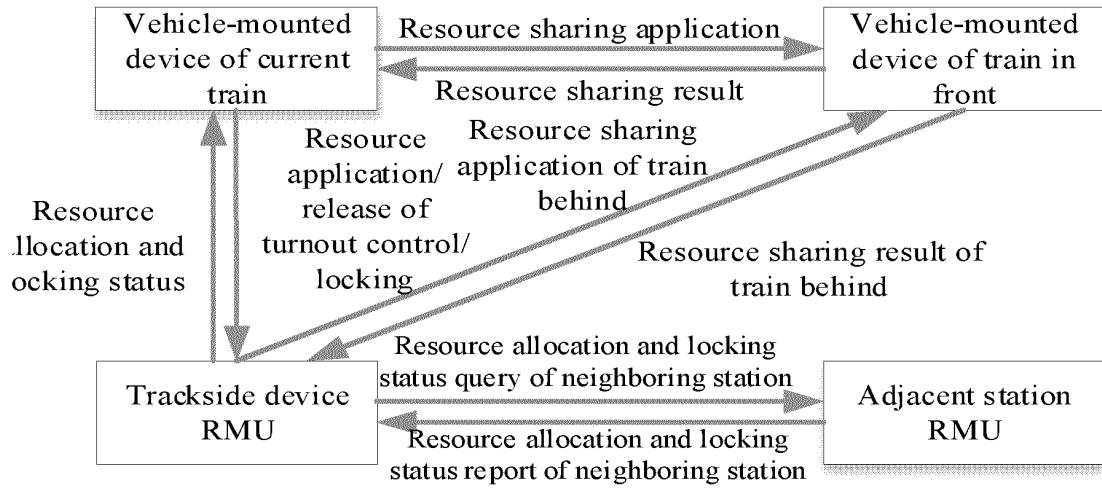 Vehicle-mounted
device of current
train
Resource sharing application
Resource sharing result
Vehicle-mounted
device of train in
front
Resource
application/
release of
turnout control/
locking
Resource sharing
application of train
behind
Resource
llocation and
ocking status
Resource sharing result of
train behind
Trackside device
RMU
Resource allocation and locking
status query of neighboring station
Resource allocation and locking
status report of neighboring station
Adjacent station
RMU